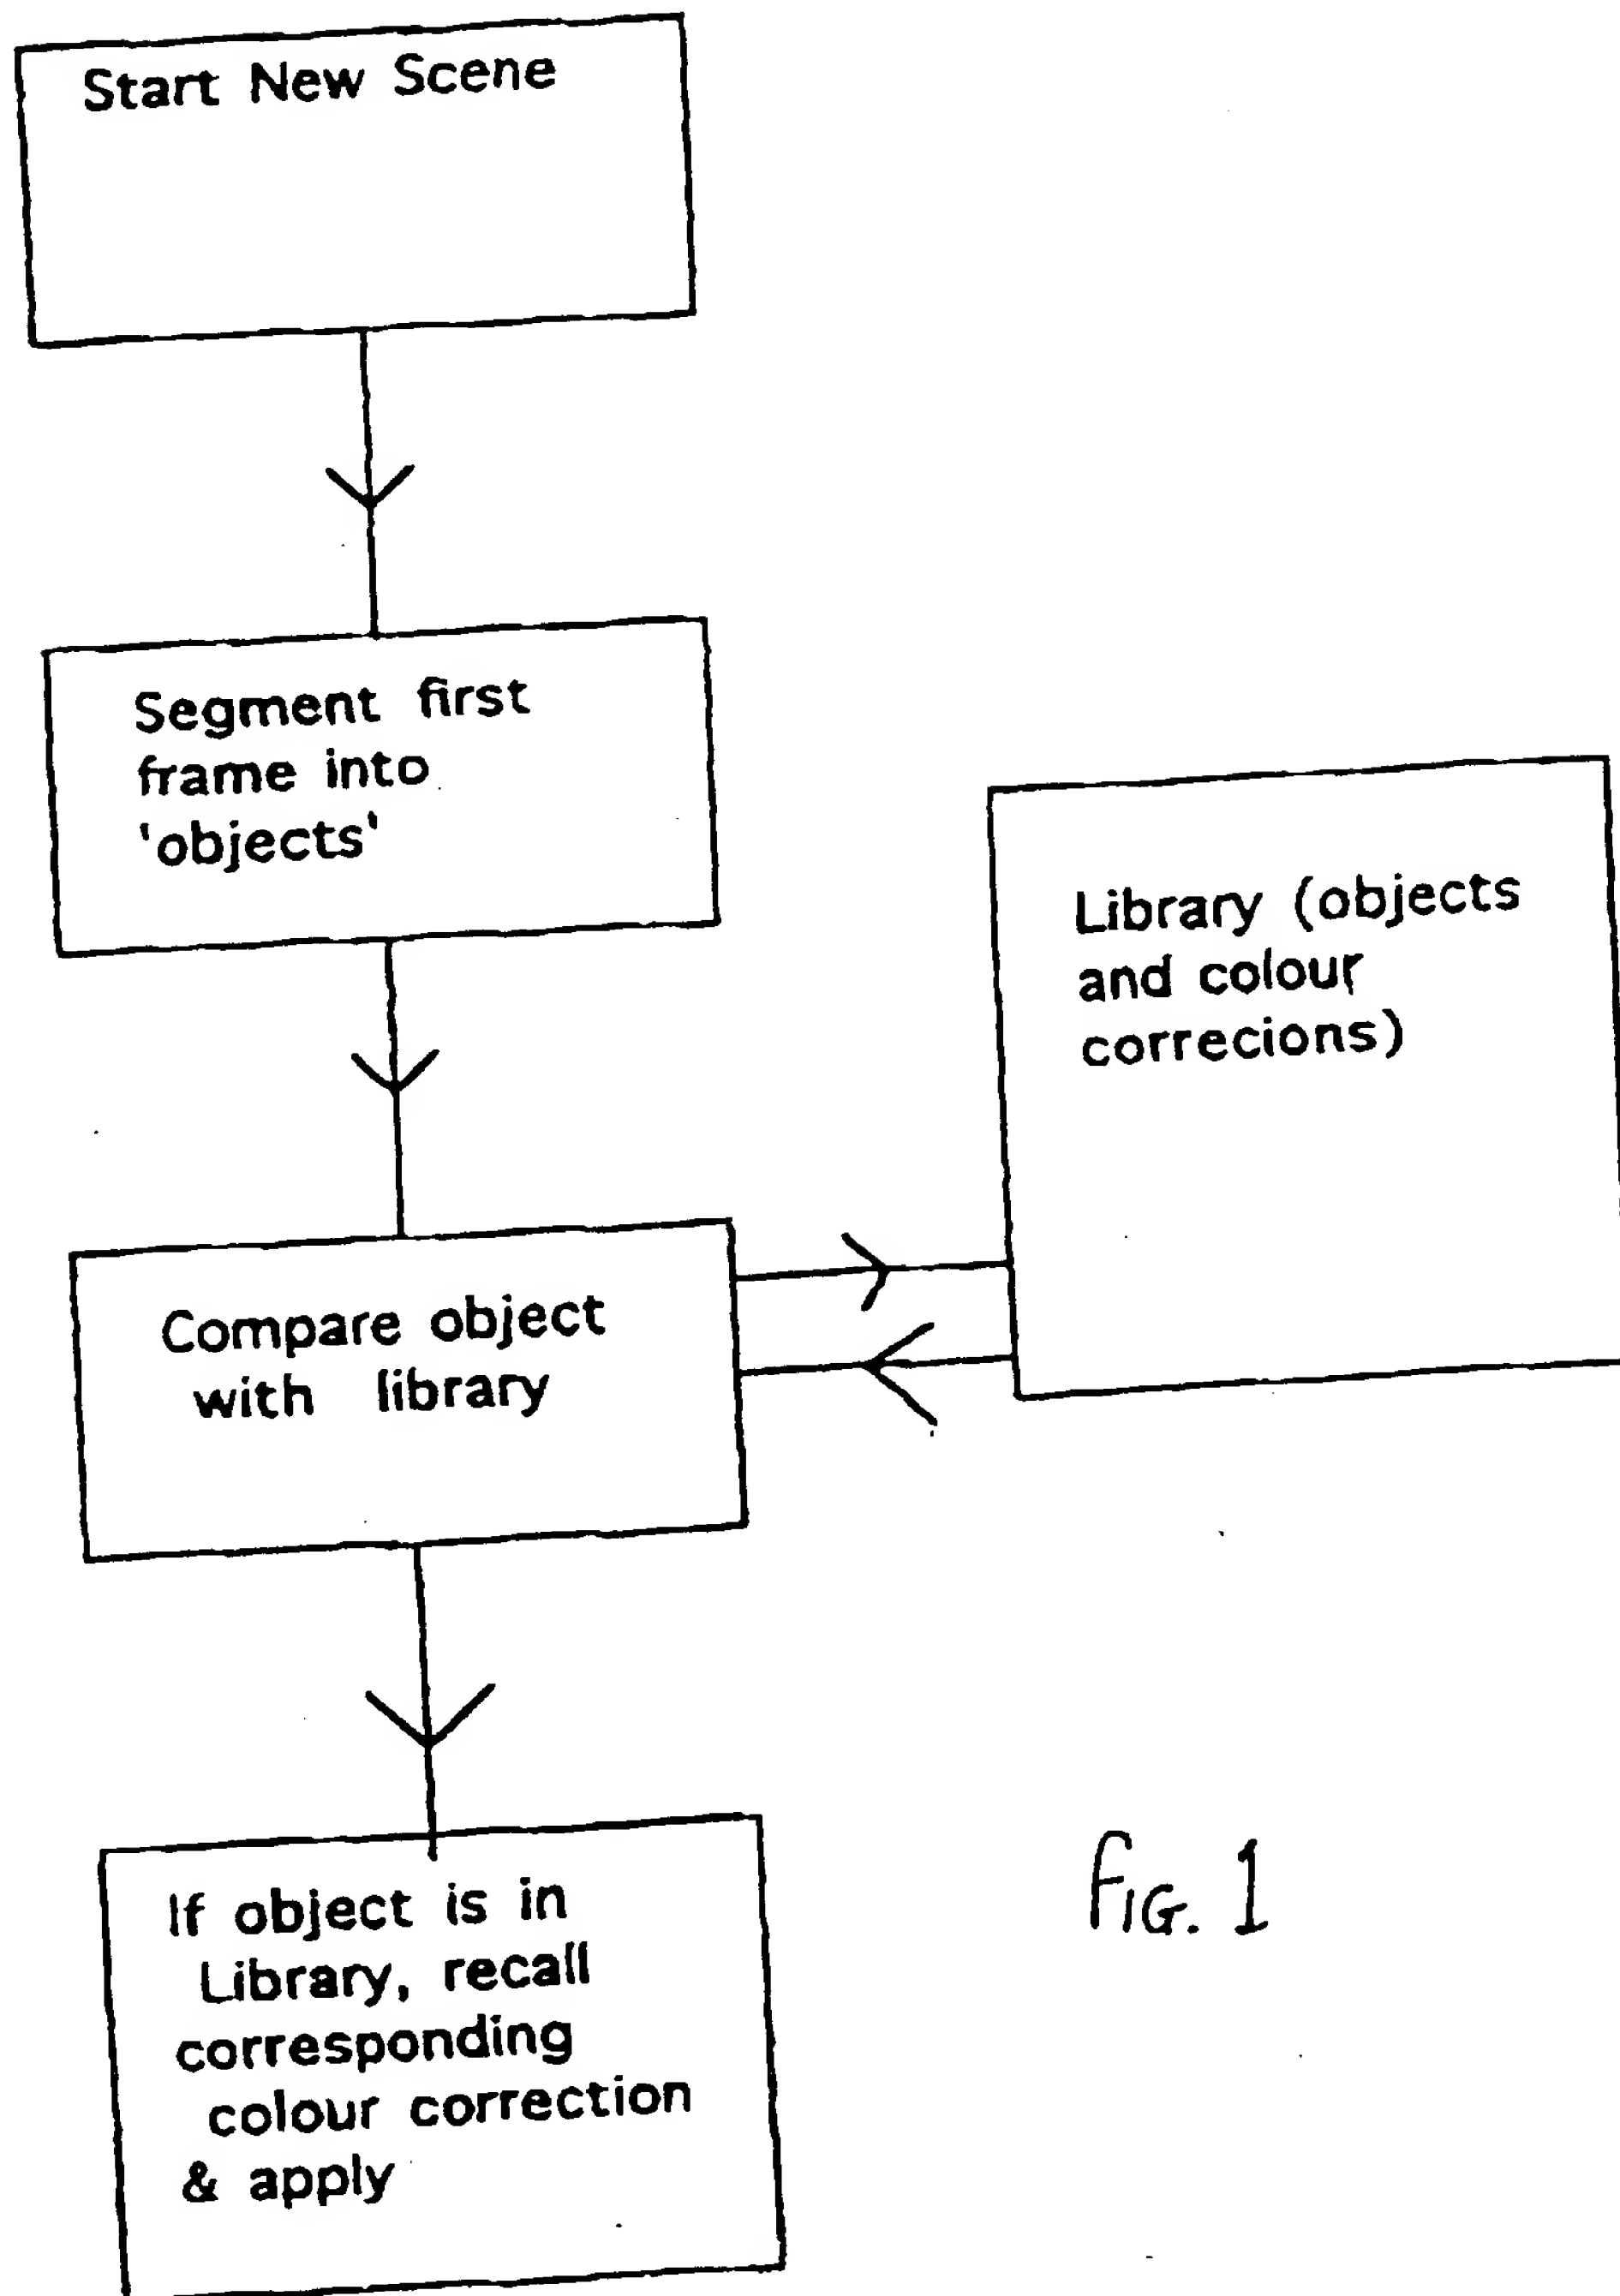 Start New Scene
Segment first
frame into
'objects'
Library (objects
and colour
correcions)
Compare object
with library
If object is in
Library, recall
corresponding
colour correction
& apply
FIG. 1